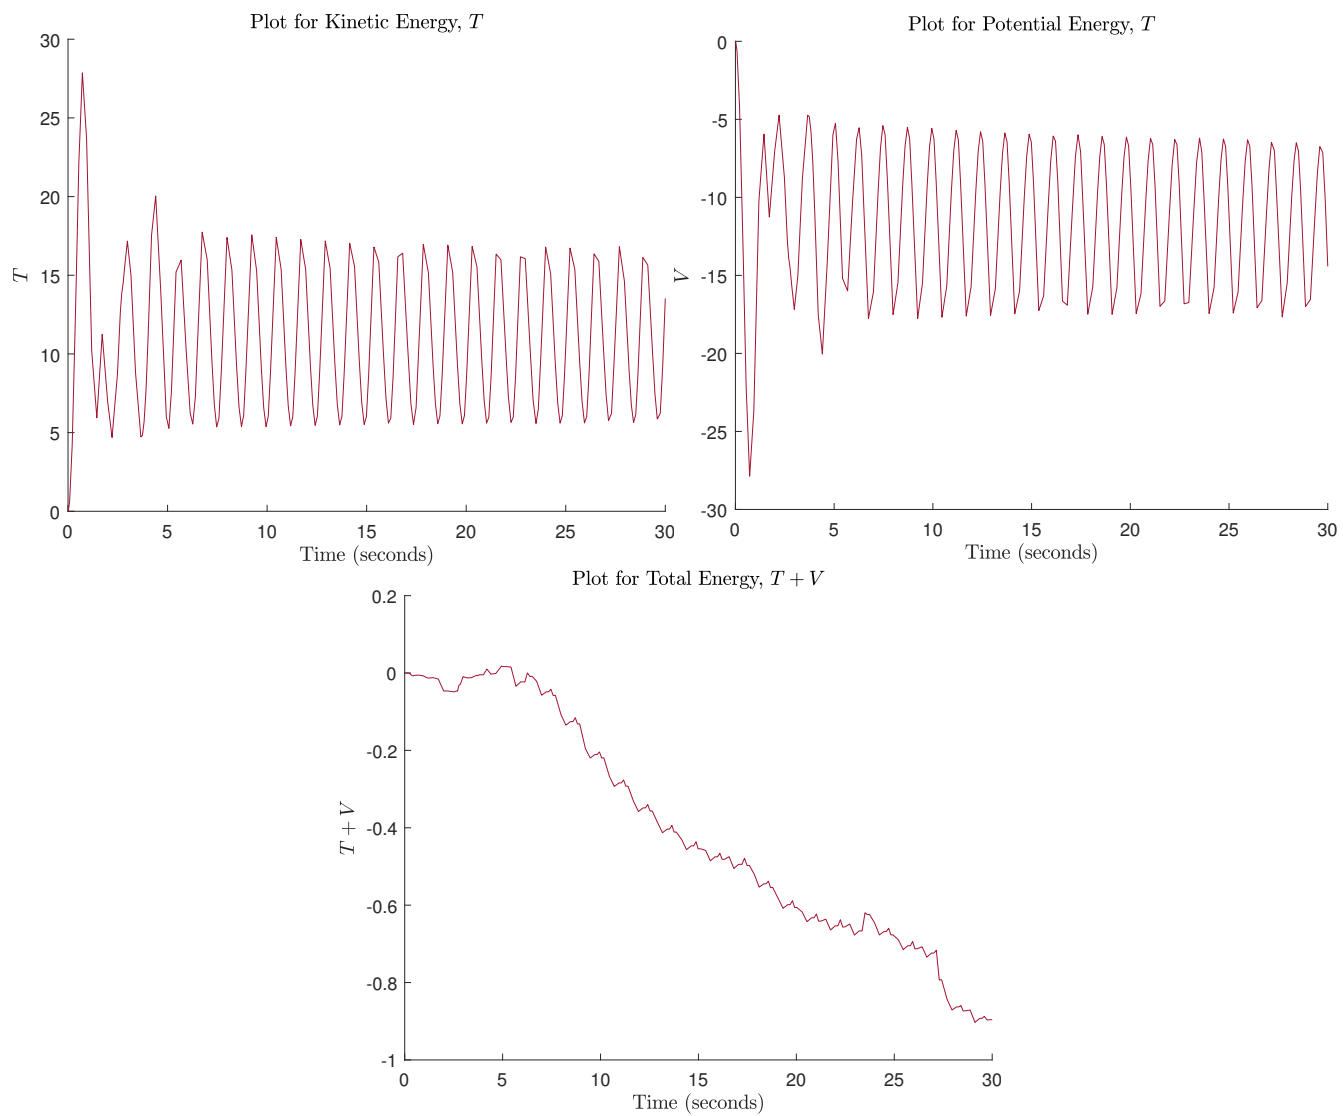 Plot for Kinetic Energy, T
30
25
20
15
10
5
0
T
0 5 10 15 20 25 30
Time (seconds)
Plot for Potential Energy, T
0
-5
-10
-15
-20
-25
-30
V
0 5 10 15 20 25 30
Time (seconds)
Plot for Total Energy, T + V
0.2
0
-0.2
-0.4
-0.6
-0.8
-1
T + V
0 5 10 15 20 25 30
Time (seconds)